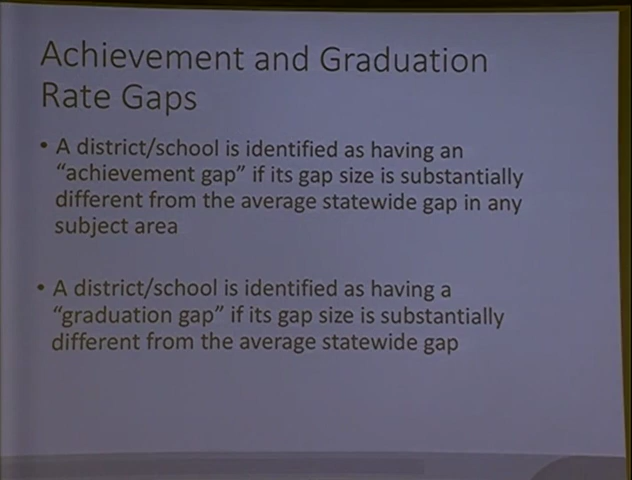 Achievement and Graduation
Rate Gaps
• A district/school is identified as having an
"achievement gap" if its gap size is substantially
different from the average statewide gap in any
subject area
• A district/school is identified as having a
"graduation gap" if its gap size is substantially
different from the average statewide gap